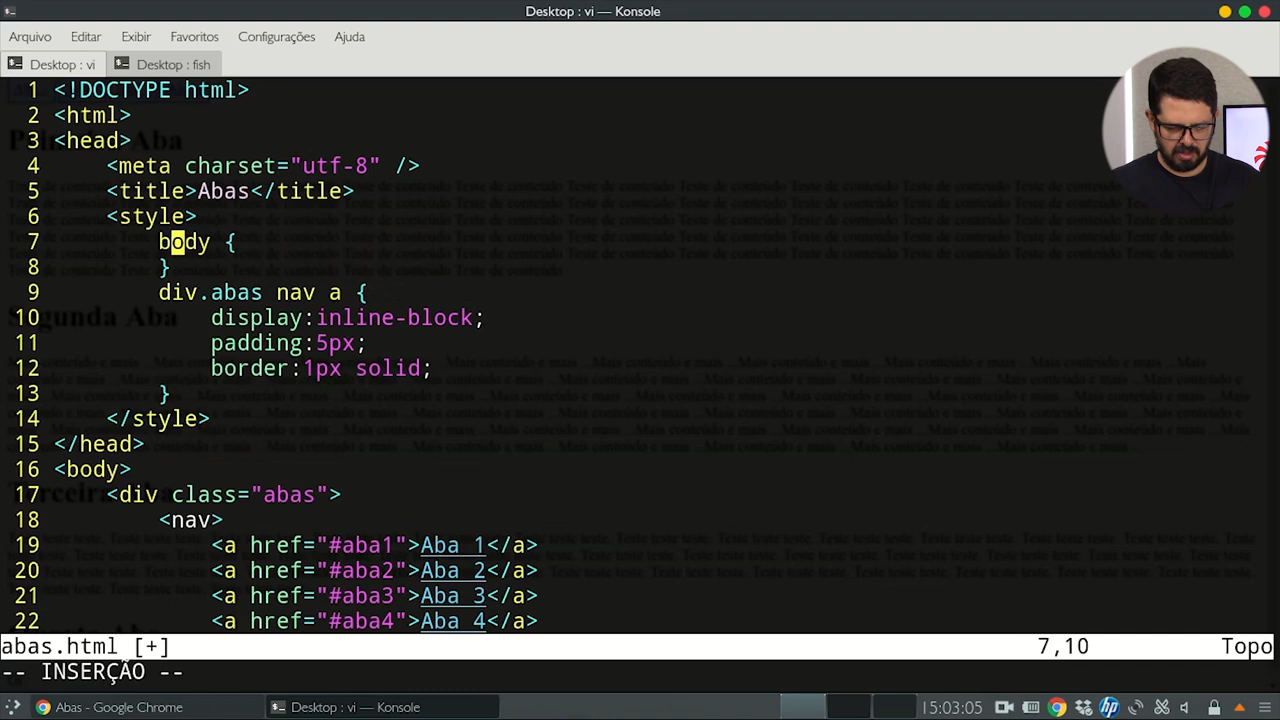 Desktop : vi — Konsole
Arquivo Editar Exibir Favoritos Configurações Ajuda
Desktop : vi Desktop : fish
1 <!DOCTYPE html>
2 <html>
3 <head>
4 <meta charset="utf-8" />
5 <title>Abas</title>
6 <style>
7 body {
8 }
9 div.abas nav a {
10 display:inline-block;
11 padding:5px;
12 border:1px solid;
13 }
14 </style>
15 </head>
16 <body>
17 <div class="abas">
18 <nav>
19 <a href="#aba1">Aba 1</a>
20 <a href="#aba2">Aba 2</a>
21 <a href="#aba3">Aba 3</a>
22 <a href="#aba4">Aba 4</a>
abas.html [+] 7,10 Topo
-- INSERÇÃO --
Abas - Google Chrome Desktop : vi — Konsole 15:03:05